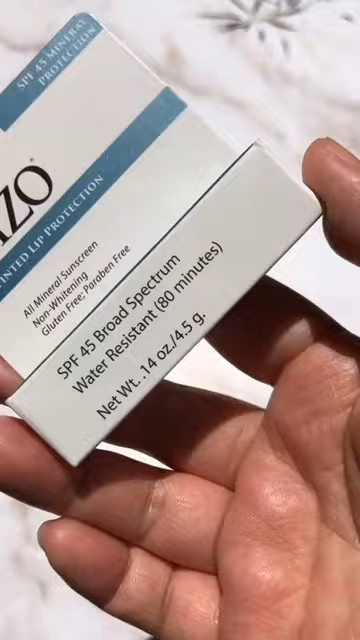 SPF 45 MINERAL
PROTECTION
ZO
TINTED LIP PROTECTION
All Mineral Sunscreen
Non-Whitening
Gluten Free; Paraben Free
SPF 45 Broad Spectrum
Water Resistant (80 minutes)
Net Wt. .14 oz/4.5 g.